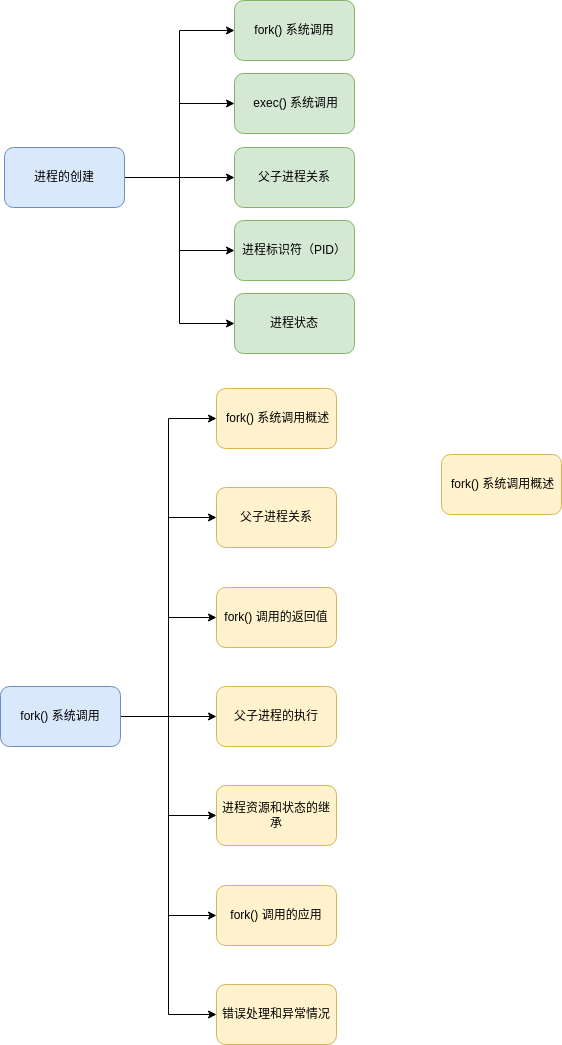 fork() 系统调用
exec() 系统调用
进程的创建
父子进程关系
进程标识符（PID）
进程状态
fork() 系统调用概述
fork() 系统调用概述
父子进程关系
fork() 调用的返回值
fork() 系统调用
父子进程的执行
进程资源和状态的继
承
fork() 调用的应用
错误处理和异常情况